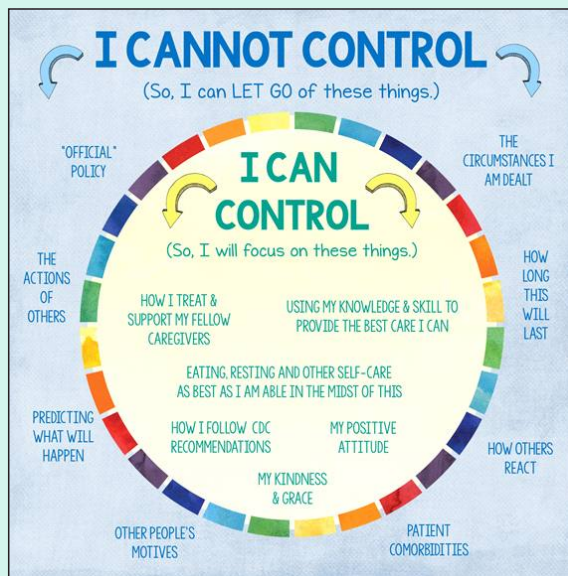 I CANNOT CONTROL
(So, I can LET GO of these things.)
"OFFICIAL"
POLICY
THE
CIRCUMSTANCES I
AM DEALT
THE
ACTIONS
OF
OTHERS
HOW
LONG
THIS
WILL
LAST
PREDICTING
WHAT WILL
HAPPEN
HOW OTHERS
REACT
OTHER PEOPLE'S
MOTIVES
PATIENT
COMORBIDITIES
I CAN
CONTROL
(So, I will focus on these things.)
HOW I TREAT &
SUPPORT MY FELLOW
CAREGIVERS
USING MY KNOWLEDGE & SKILL TO
PROVIDE THE BEST CARE I CAN
EATING, RESTING AND OTHER SELF-CARE
AS BEST AS I AM ABLE IN THE MIDST OF THIS
HOW I FOLLOW CDC
RECOMMENDATIONS
MY POSITIVE
ATTITUDE
MY KINDNESS
& GRACE